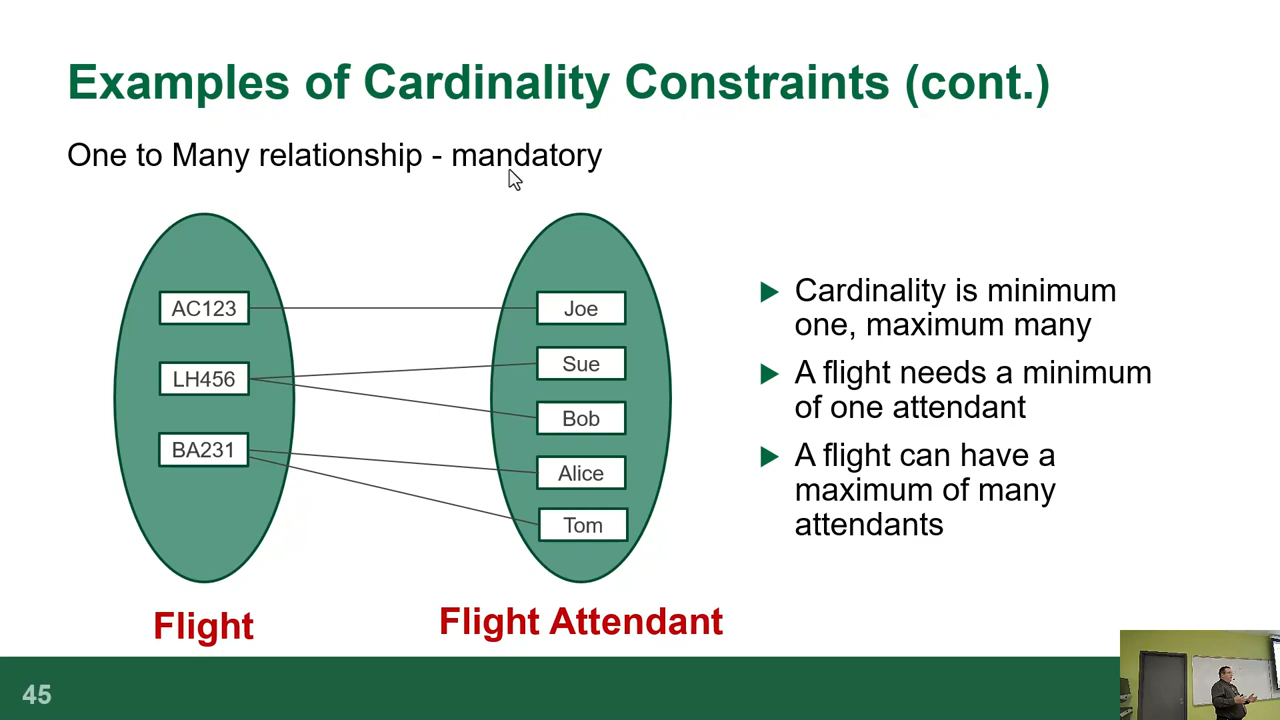 Examples of Cardinality Constraints (cont.)
One to Many relationship - mandatory
AC123
LH456
BA231
Joe
Sue
Bob
Alice
Tom
Flight
Flight Attendant
▶ Cardinality is minimum
one, maximum many
▶ A flight needs a minimum
of one attendant
▶ A flight can have a
maximum of many
attendants
45